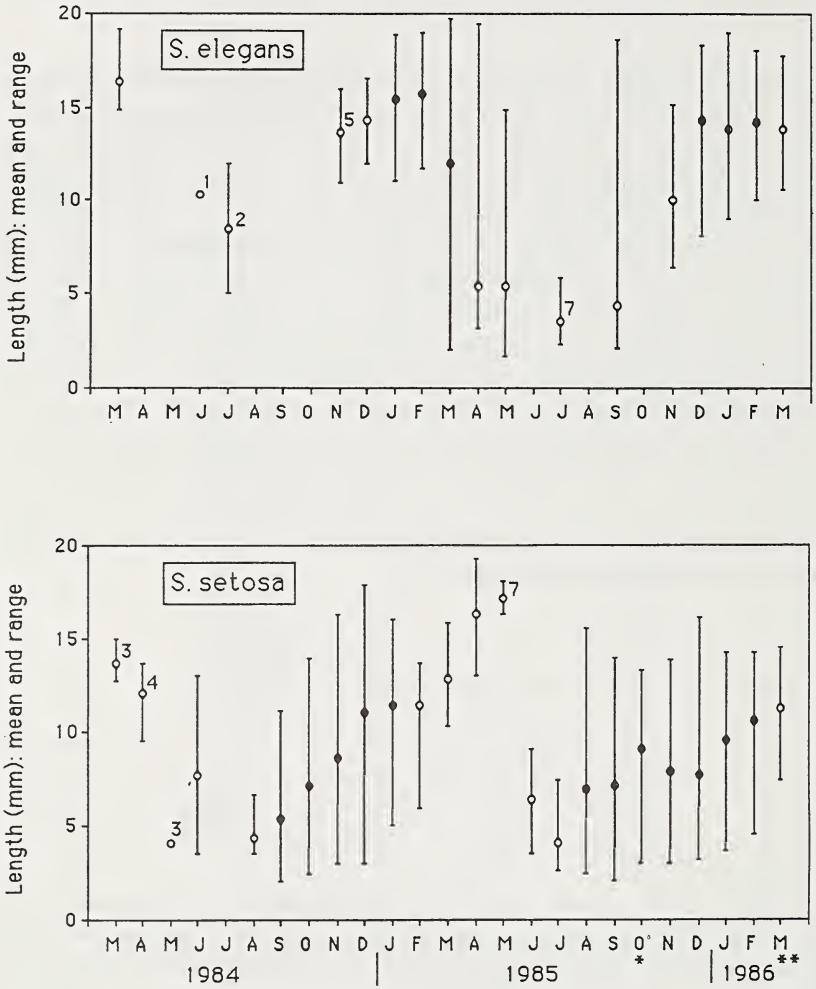 S. elegans
Length (mm): mean and range
20
15
10
5
0
1
2
5
7
M A M J J A S O N D J F M A M J J A S O N D J F M
S. setosa
Length (mm): mean and range
20
15
10
5
0
3
4
3
7
M A M J J A S O N D J F M A M J J A S O N D J F M
* **
1984 1985 1986